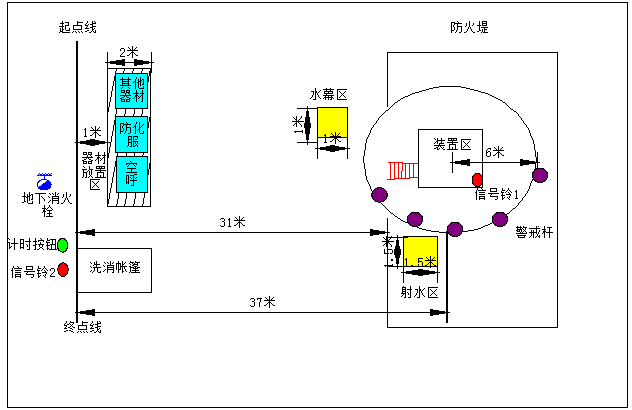 起点线
防火堤
2米
其他
器材
水幕区
1米
1米
防化
服
1米
装置区
6米
器材
放置
区
空
呼
信号铃1
地下消火
栓
31米
警戒杆
计时按钮
1.5米
1.5米
信号铃2
洗消帐篷
射水区
37米
终点线